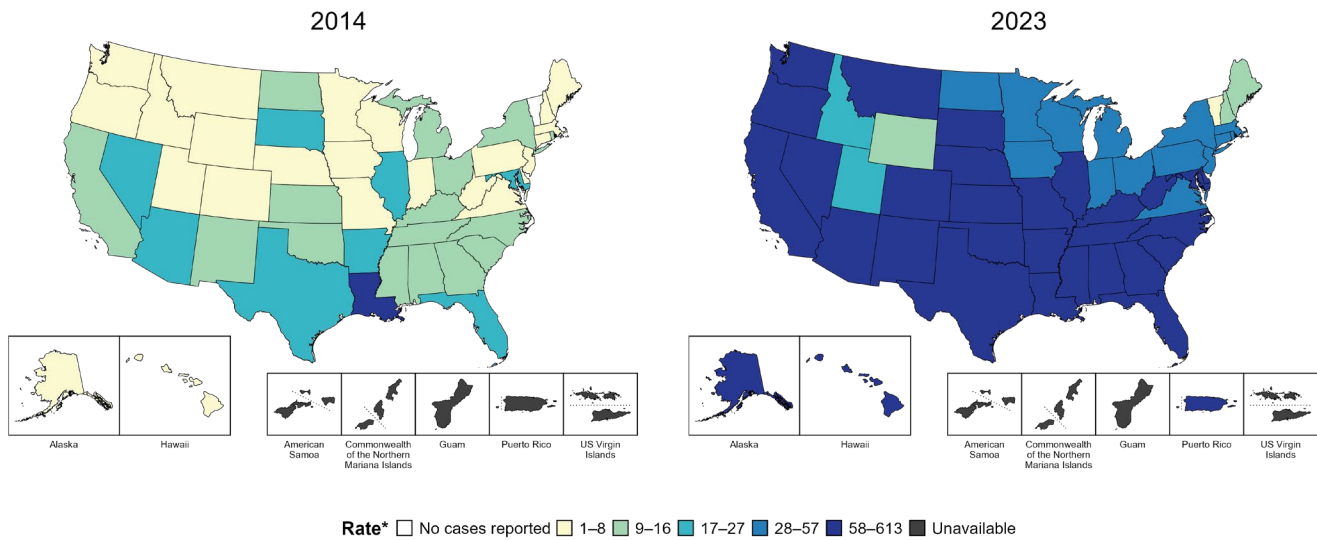 2014
2023
Alaska
Hawaii
American
Samoa
Commonwealth
of the Northern
Mariana Islands
Guam
Puerto Rico
US Virgin
Islands
Alaska
Hawaii
American
Samoa
Commonwealth
of the Northern
Mariana Islands
Guam
Puerto Rico
US Virgin
Islands
Rate* No cases reported 1–8 9–16 17–27 28–57 58–613 Unavailable